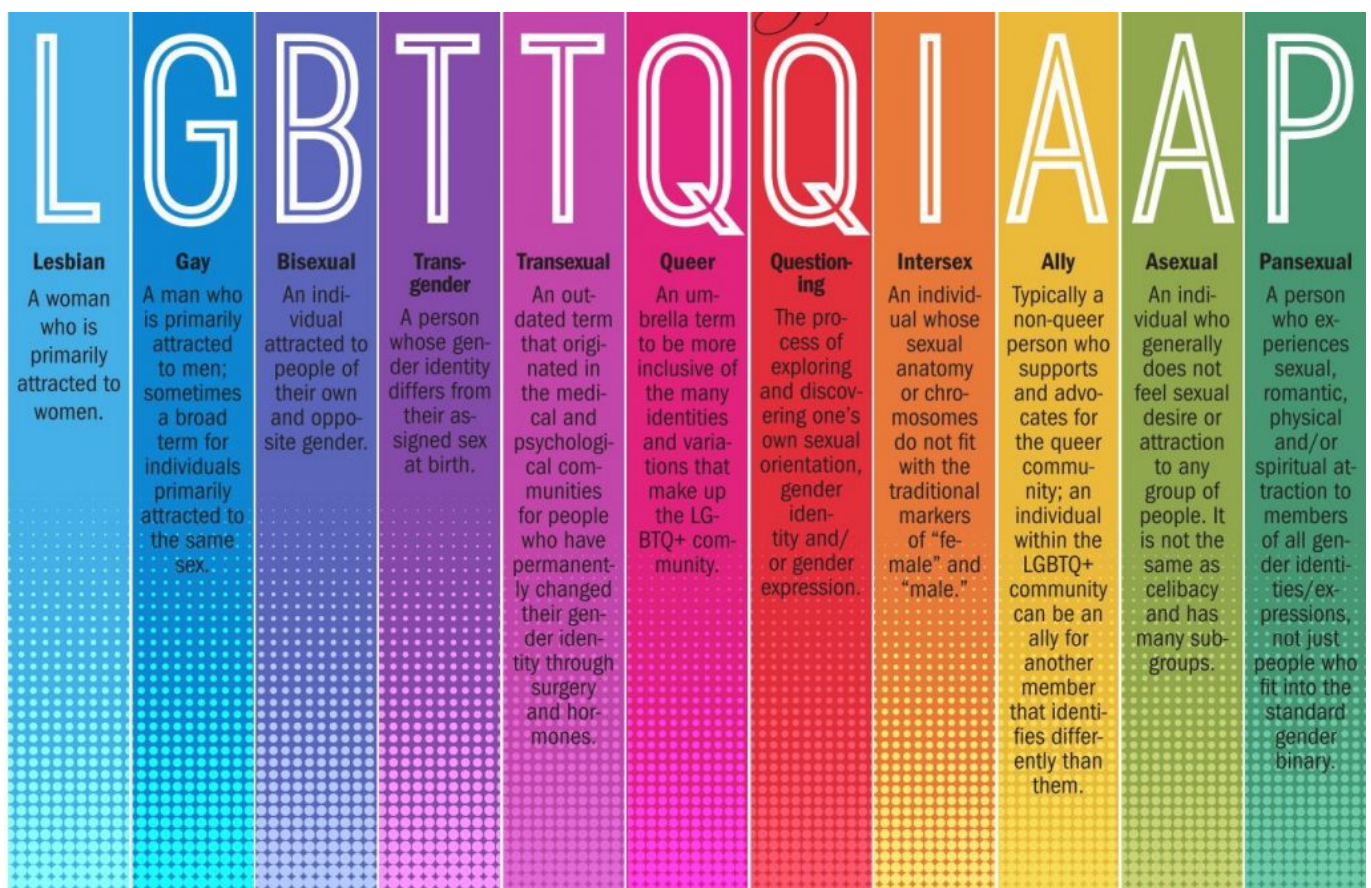 L G B T T Q Q I A A P
Lesbian
A woman
who is
primarily
attracted to
women.
Gay
A man who
is primarily
attracted
to men;
sometimes
a broad
term for
individuals
primarily
attracted to
the same
sex.
Bisexual
An indi-
vidual
attracted to
people of
their own
and oppo-
site gender.
Trans-
gender
A person
whose gen-
der identity
differs from
their as-
signed sex
at birth.
Transexual
An out-
dated term
that origi-
nated in
the medi-
cal and
psychologi-
cal com-
munities
for people
who have
permanent-
ly changed
their gen-
der iden-
tity through
surgery
and hor-
mones.
Queer
An um-
brella term
to be more
inclusive of
the many
identities
and varia-
tions that
make up
the LG-
BTQ+ com-
munity.
Question-
ing
The pro-
cess of
exploring
and discov-
ering one’s
own sexual
orientation,
gender
iden-
tity and/
or gender
expression.
Intersex
An individ-
ual whose
sexual
anatomy
or chro-
mosomes
do not fit
with the
traditional
markers
of “fe-
male” and
“male.”
Ally
Typically a
non-queer
person who
supports
and advo-
cates for
the queer
commu-
nity; an
individual
within the
LGBTQ+
community
can be an
ally for
another
member
that identi-
fies differ-
ently than
them.
Asexual
An indi-
vidual who
generally
does not
feel sexual
desire or
attraction
to any
group of
people. It
is not the
same as
celibacy
and has
many sub-
groups.
Pansexual
A person
who ex-
periences
sexual,
romantic,
physical
and/or
spiritual at-
traction to
members
of all gen-
der identi-
ties/ex-
pressions,
not just
people who
fit into the
standard
gender
binary.